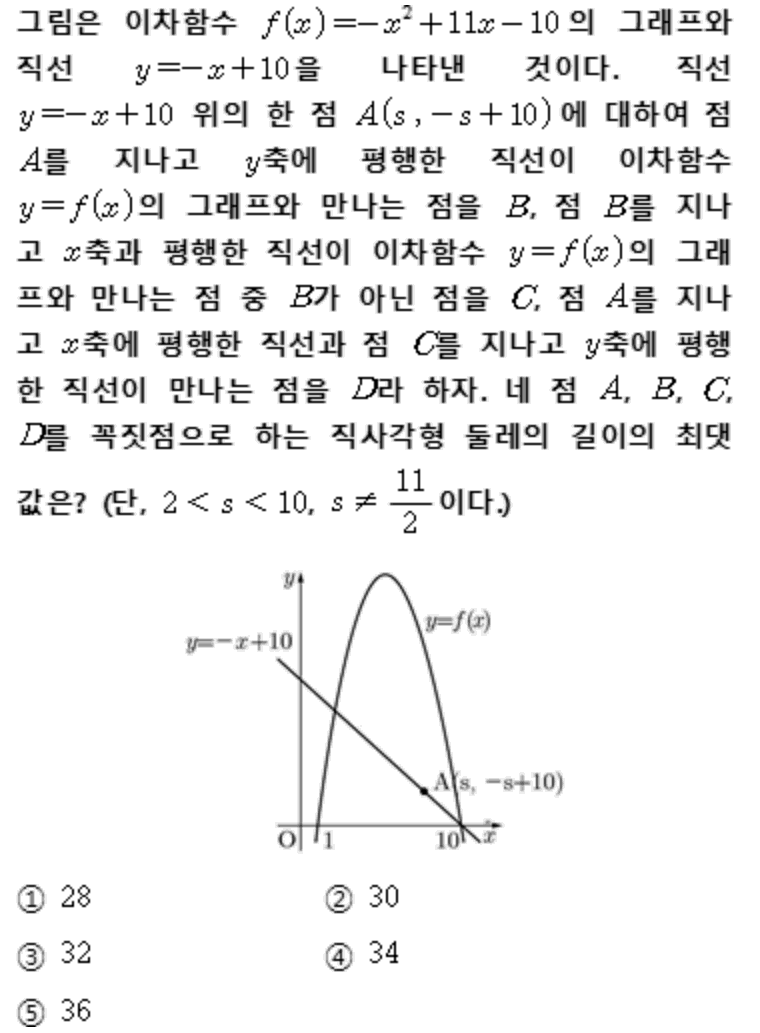 그림은 이차함수 f(x)=-x²+11x-10의 그래프와
직선 y=-x+10을 나타낸 것이다. 직선
y=-x+10 위의 한 점 A(s, -s+10)에 대하여 점
A를 지나고 y축에 평행한 직선이 이차함수
y=f(x)의 그래프와 만나는 점을 B, 점 B를 지나
고 x축과 평행한 직선이 이차함수 y=f(x)의 그래
프와 만나는 점 중 B가 아닌 점을 C, 점 A를 지나
고 x축에 평행한 직선과 점 C를 지나고 y축에 평행
한 직선이 만나는 점을 D라 하자. 네 점 A, B, C,
D를 꼭짓점으로 하는 직사각형 둘레의 길이의 최댓
값은? (단, 2 < s < 10, s ≠ 11/2 이다.)
y
y=f(x)
y=-x+10
A(s, -s+10)
O 1 10 x
① 28 ② 30
③ 32 ④ 34
⑤ 36